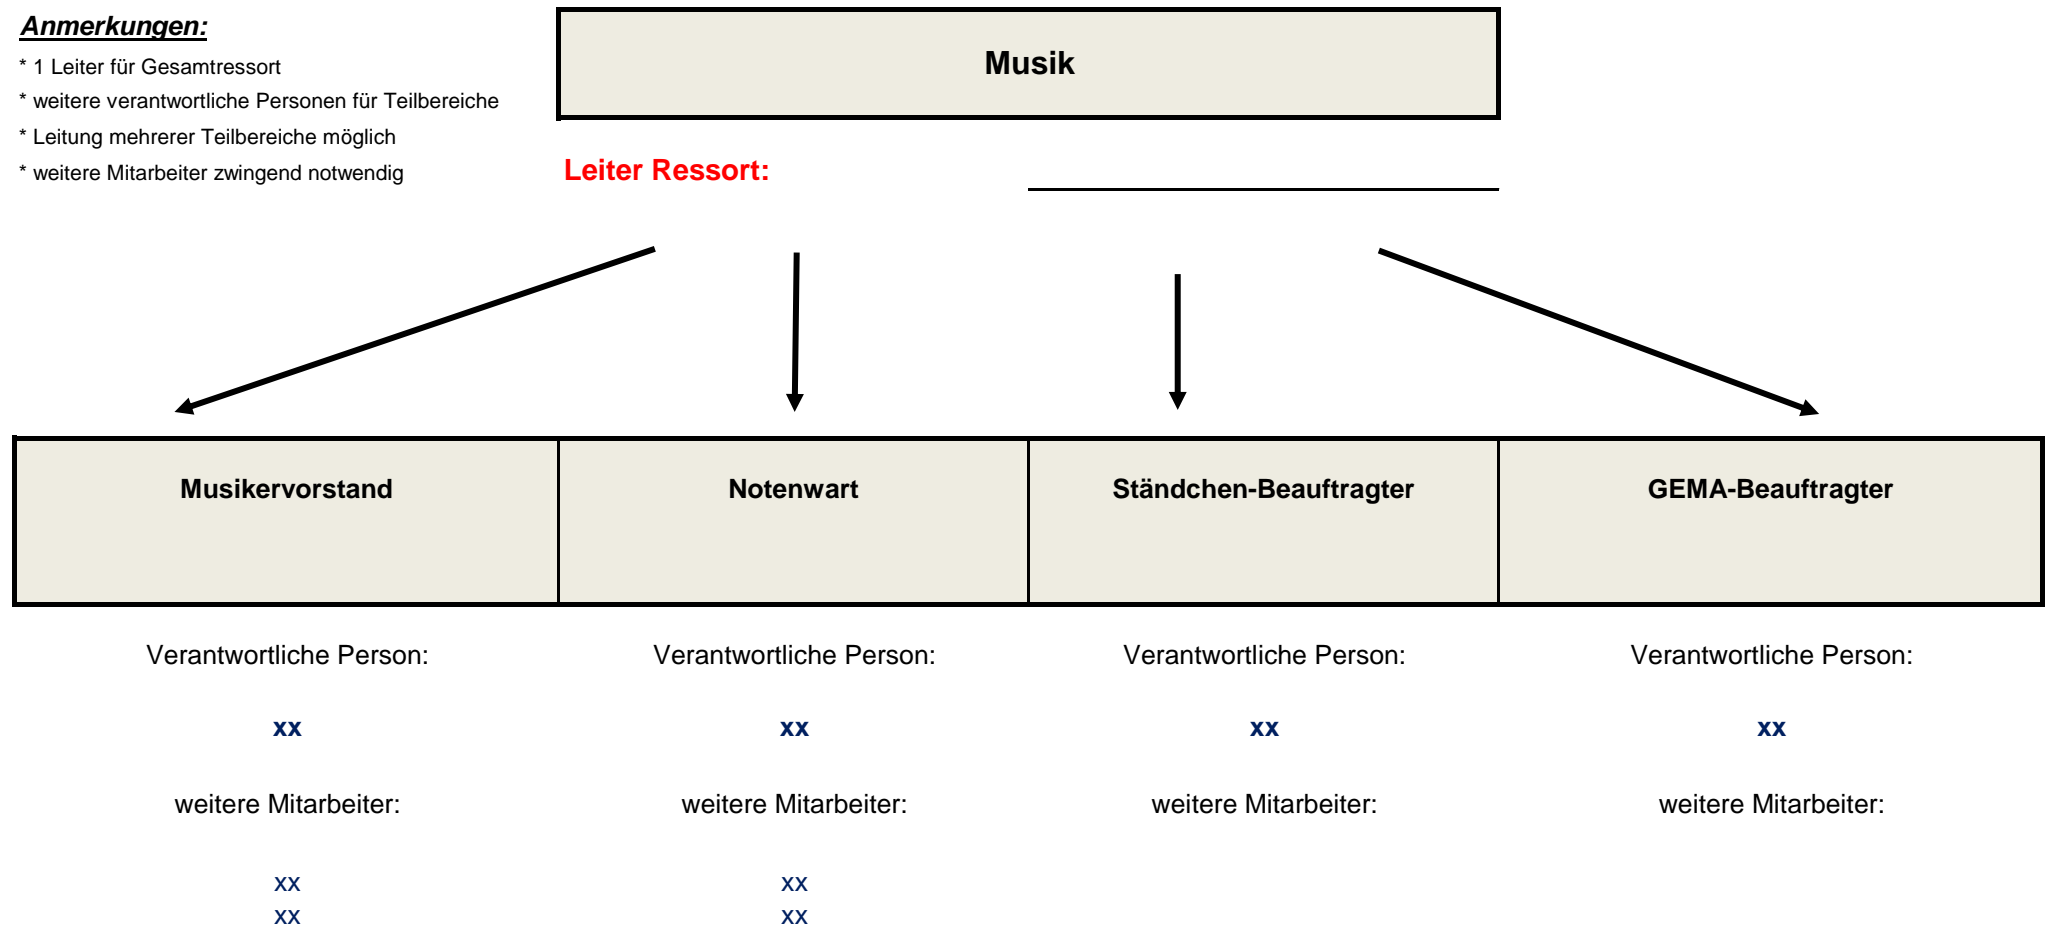 Anmerkungen:
* 1 Leiter für Gesamtressort
* weitere verantwortliche Personen für Teilbereiche
* Leitung mehrerer Teilbereiche möglich
* weitere Mitarbeiter zwingend notwendig
Musik
Leiter Ressort:
Musikervorstand
Notenwart
Ständchen-Beauftragter
GEMA-Beauftragter
Verantwortliche Person:
Verantwortliche Person:
Verantwortliche Person:
Verantwortliche Person:
xx
xx
xx
xx
weitere Mitarbeiter:
weitere Mitarbeiter:
weitere Mitarbeiter:
weitere Mitarbeiter:
xx
xx
xx
xx